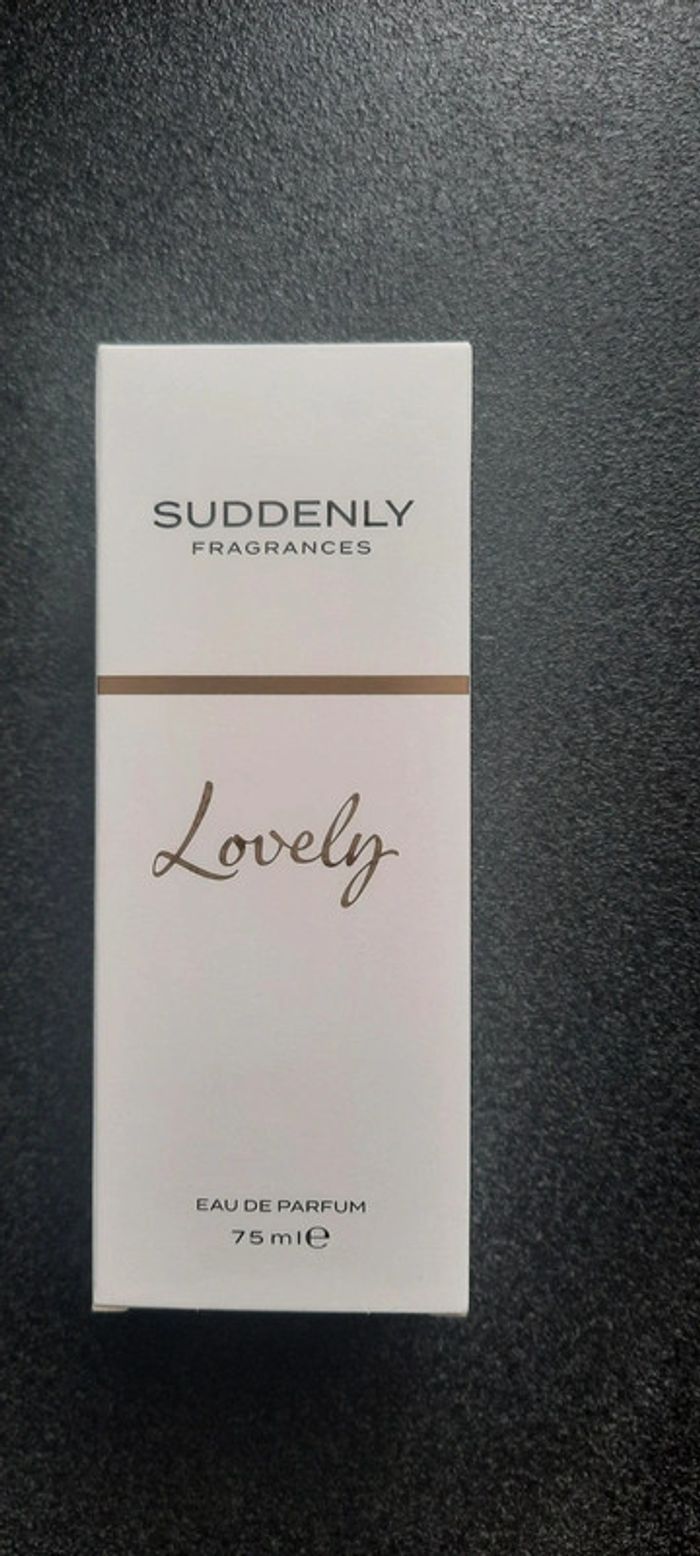 SUDDENLY
FRAGRANCES
Lovely
EAU DE PARFUM
75 ml ℮